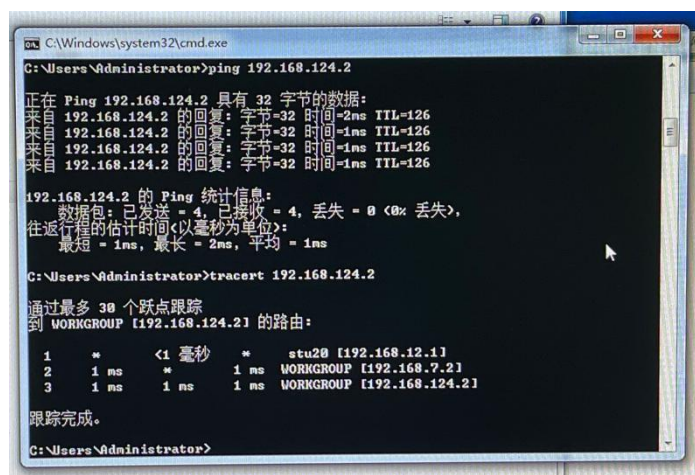 C:\Windows\system32\cmd.exe
C:\Users\Administrator>ping 192.168.124.2
正在 Ping 192.168.124.2 具有 32 字节的数据:
来自 192.168.124.2 的回复: 字节=32 时间=2ms TTL=126
来自 192.168.124.2 的回复: 字节=32 时间=1ms TTL=126
来自 192.168.124.2 的回复: 字节=32 时间=1ms TTL=126
来自 192.168.124.2 的回复: 字节=32 时间=1ms TTL=126
192.168.124.2 的 Ping 统计信息:
数据包: 已发送 = 4, 已接收 = 4, 丢失 = 0 (0% 丢失),
往返行程的估计时间(以毫秒为单位):
最短 = 1ms, 最长 = 2ms, 平均 = 1ms
C:\Users\Administrator>tracert 192.168.124.2
通过最多 30 个跃点跟踪
到 WORKGROUP [192.168.124.2] 的路由:
1 * <1 毫秒 * stu20 [192.168.12.1]
2 1 ms * 1 ms WORKGROUP [192.168.7.2]
3 1 ms 1 ms 1 ms WORKGROUP [192.168.124.2]
跟踪完成。
C:\Users\Administrator>